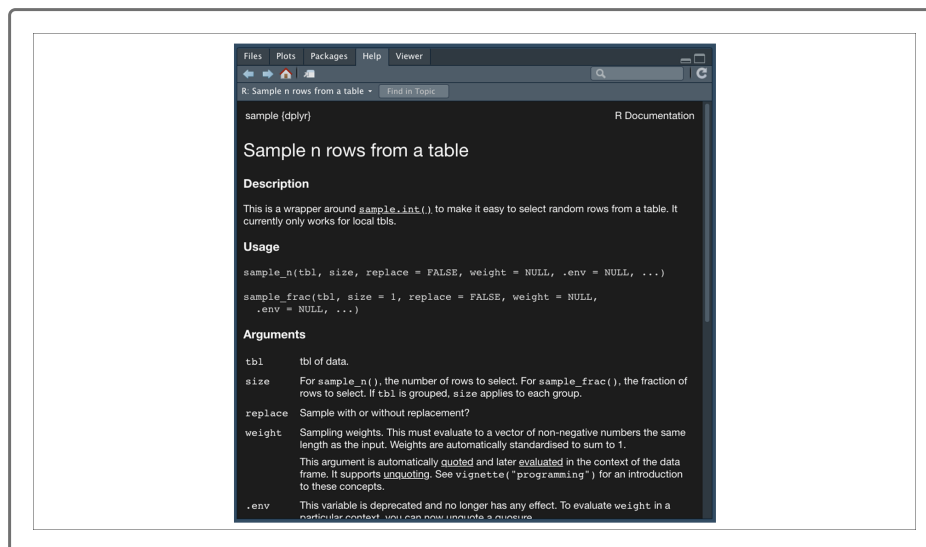 Files Plots Packages Help Viewer
R: Sample n rows from a table Find in Topic
sample {dplyr} R Documentation
Sample n rows from a table
Description
This is a wrapper around sample.int() to make it easy to select random rows from a table. It
currently only works for local tbls.
Usage
sample_n(tbl, size, replace = FALSE, weight = NULL, .env = NULL, ...)
sample_frac(tbl, size = 1, replace = FALSE, weight = NULL,
.env = NULL, ...)
Arguments
tbl tbl of data.
size For sample_n(), the number of rows to select. For sample_frac(), the fraction of
rows to select. If tbl is grouped, size applies to each group.
replace Sample with or without replacement?
weight Sampling weights. This must evaluate to a vector of non-negative numbers the same
length as the input. Weights are automatically standardised to sum to 1.
This argument is automatically quoted and later evaluated in the context of the data
frame. It supports unquoting. See vignette("programming") for an introduction
to these concepts.
.env This variable is deprecated and no longer has any effect. To evaluate weight in a
particular context, you can now unquote a quosure.